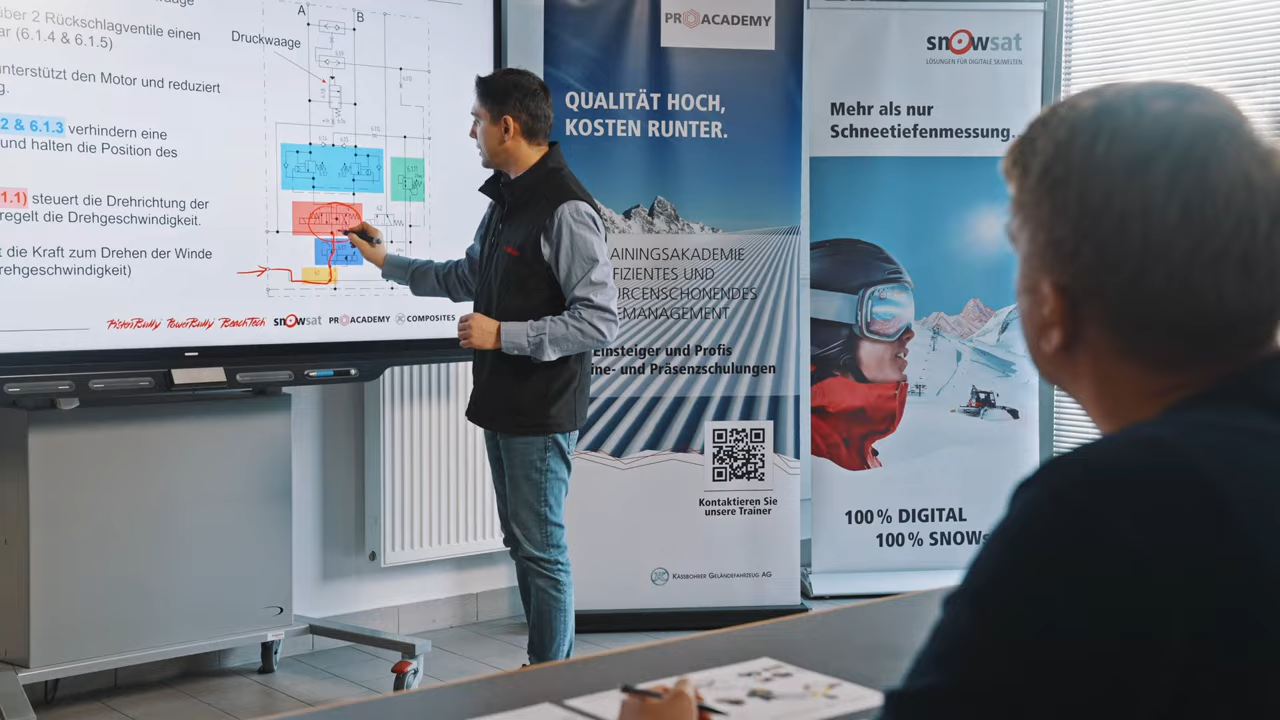 über 2 Rückschlagventile einen
ar (6.1.4 & 6.1.5)
unterstützt den Motor und reduziert
g.
2 & 6.1.3 verhindern eine
und halten die Position des
1.1) steuert die Drehrichtung der
regelt die Drehgeschwindigkeit.
t die Kraft zum Drehen der Winde
rehgeschwindigkeit)
A
B
Druckwaage
PistenBully PowerBully BeachTech snowsat PROACADEMY COMPOSITES
PROACADEMY
QUALITÄT HOCH,
KOSTEN RUNTER.
AININGSAKADEMIE
FIZIENTES UND
URCENSCHONENDES
EMANAGEMENT
Einsteiger und Profis
ine- und Präsenzschulungen
Kontaktieren Sie
unsere Trainer
KÄSSBOHRER GELÄNDEFAHRZEUG AG
snowsat
LÖSUNGEN FÜR DIGITALE SKIWELTEN
Mehr als nur
Schneetiefenmessung.
100 % DIGITAL
100 % SNOWs